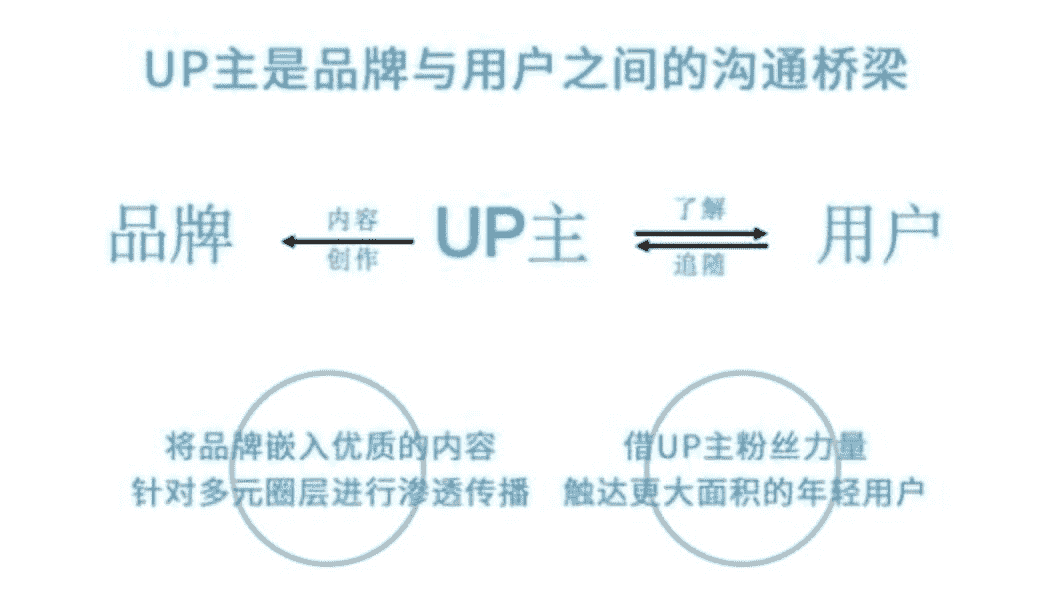 UP主是品牌与用户之间的沟通桥梁
品牌
内容
创作
UP主
了解
追随
用户
将品牌嵌入优质的内容
针对多元圈层进行渗透传播
借UP主粉丝力量
触达更大面积的年轻用户